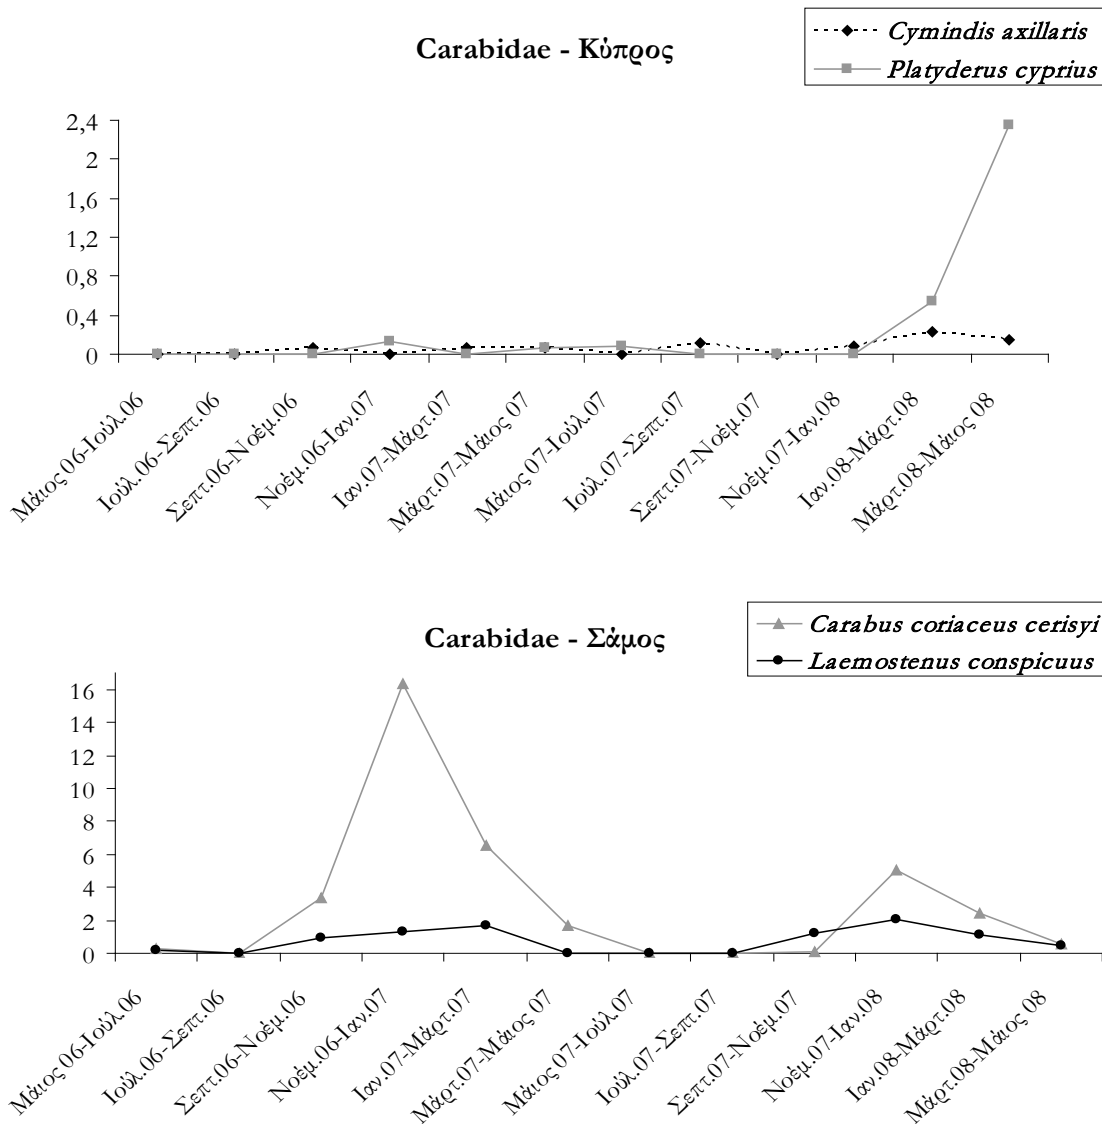 Carabidae - Κύπρος
Cymindis axillaris
Platyderus cyprius
2,4
2
1,6
1,2
0,8
0,4
0
Μάιος 06-Ιούλ.06
Ιούλ.06-Σεπτ.06
Σεπτ.06-Νοέμ.06
Νοέμ.06-Ιαν.07
Ιαν.07-Μάρτ.07
Μάρτ.07-Μάιος 07
Μάιος 07-Ιούλ.07
Ιούλ.07-Σεπτ.07
Σεπτ.07-Νοέμ.07
Νοέμ.07-Ιαν.08
Ιαν.08-Μάρτ.08
Μάρτ.08-Μάιος 08
Carabidae - Σάμος
Carabus coriaceus cerisyi
Laemostenus conspicuus
16
14
12
10
8
6
4
2
0
Μάιος 06-Ιούλ.06
Ιούλ.06-Σεπτ.06
Σεπτ.06-Νοέμ.06
Νοέμ.06-Ιαν.07
Ιαν.07-Μάρτ.07
Μάρτ.07-Μάιος 07
Μάιος 07-Ιούλ.07
Ιούλ.07-Σεπτ.07
Σεπτ.07-Νοέμ.07
Νοέμ.07-Ιαν.08
Ιαν.08-Μάρτ.08
Μάρτ.08-Μάιος 08